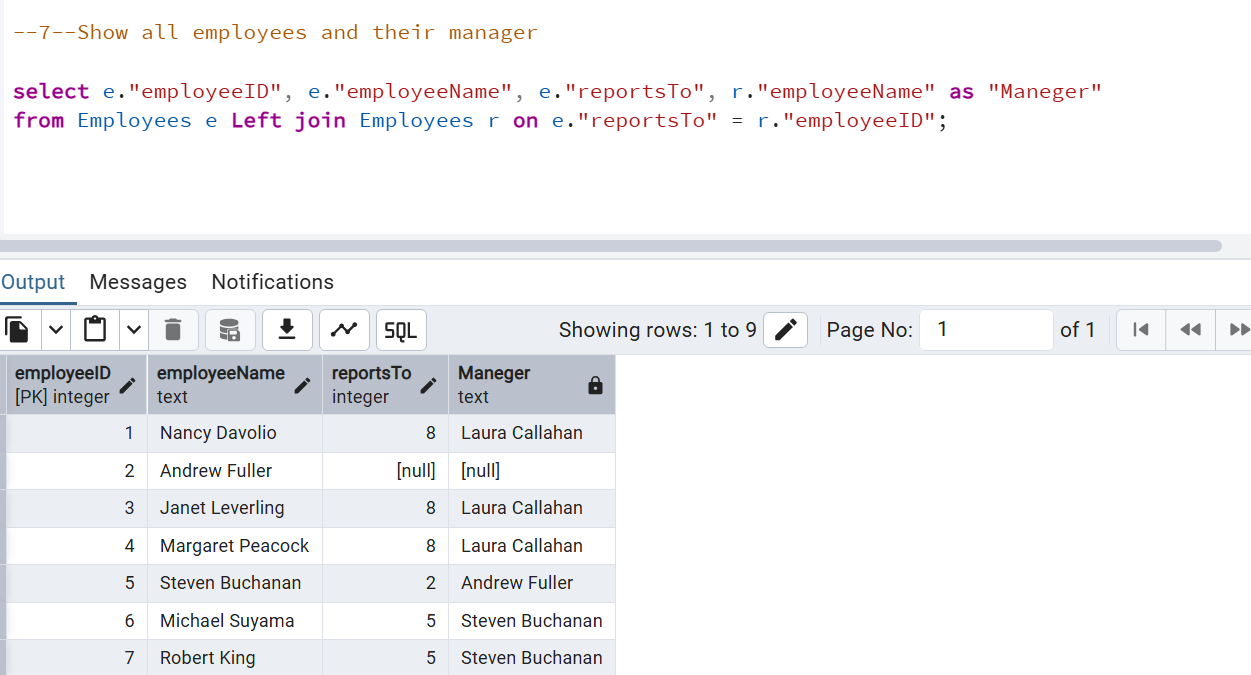 --7--Show all employees and their manager
select e."employeeID", e."employeeName", e."reportsTo", r."employeeName" as "Maneger"
from Employees e Left join Employees r on e."reportsTo" = r."employeeID";
Output Messages Notifications
SQL Showing rows: 1 to 9 Page No: 1 of 1
employeeID employeeName reportsTo Maneger
[PK] integer text integer text
1 Nancy Davolio 8 Laura Callahan
2 Andrew Fuller [null] [null]
3 Janet Leverling 8 Laura Callahan
4 Margaret Peacock 8 Laura Callahan
5 Steven Buchanan 2 Andrew Fuller
6 Michael Suyama 5 Steven Buchanan
7 Robert King 5 Steven Buchanan